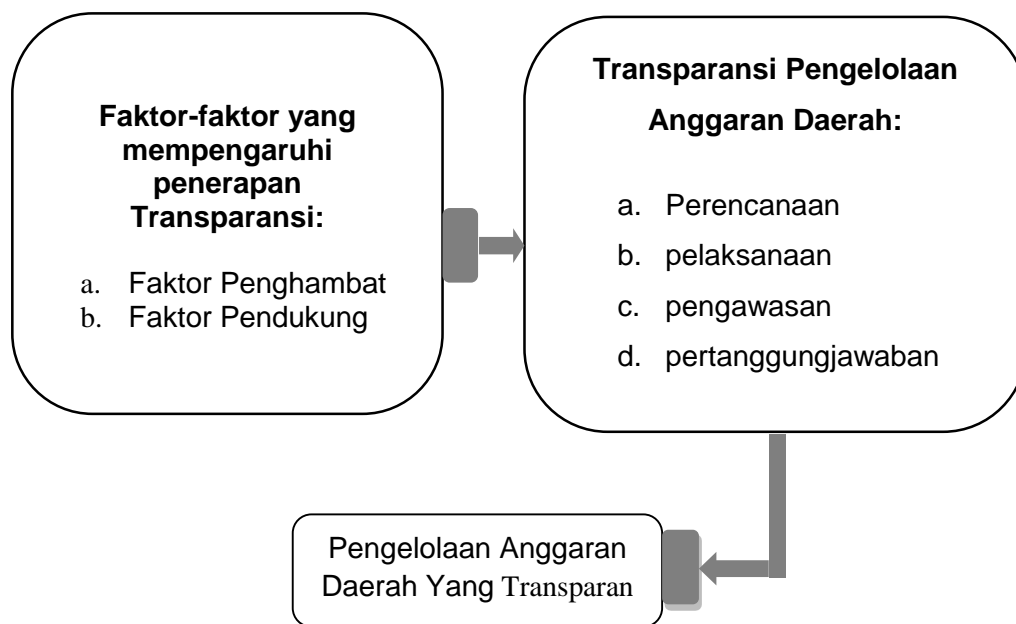 Faktor-faktor yang
mempengaruhi
penerapan
Transparansi:
a. Faktor Penghambat
b. Faktor Pendukung
Transparansi Pengelolaan
Anggaran Daerah:
a. Perencanaan
b. pelaksanaan
c. pengawasan
d. pertanggungjawaban
Pengelolaan Anggaran
Daerah Yang Transparan